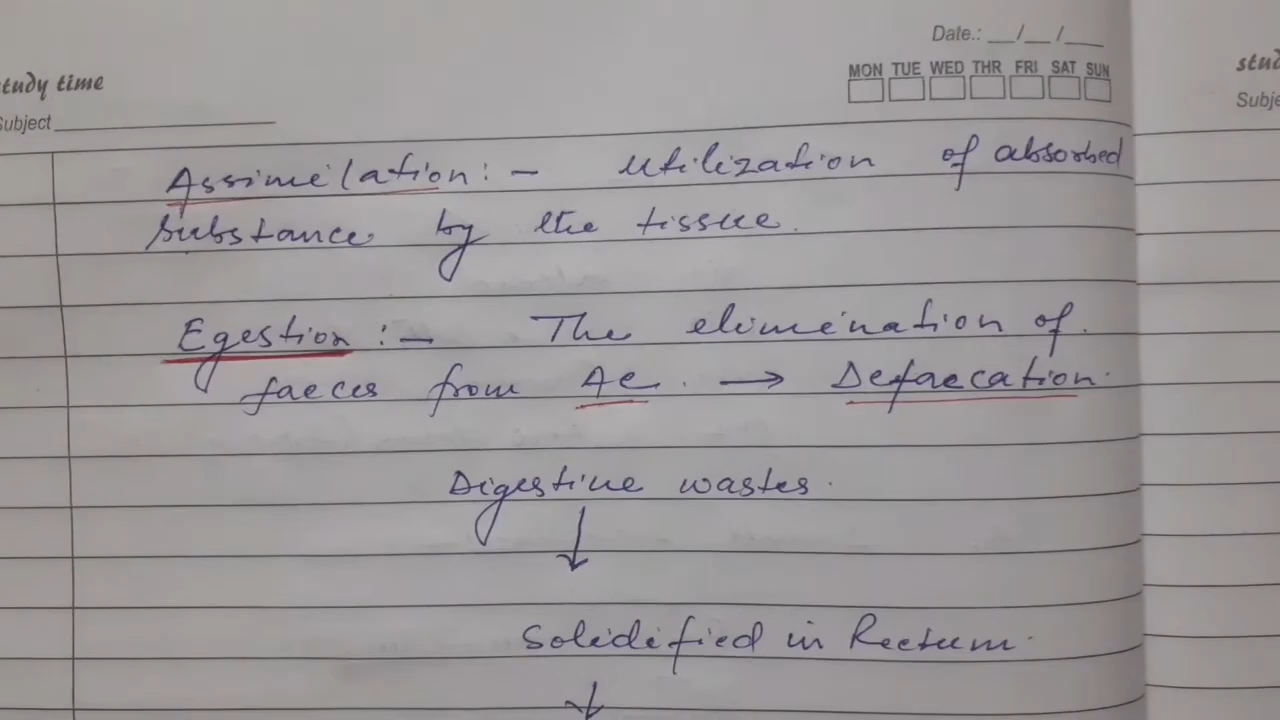 Date.: __/__/__
MON TUE WED THR FRI SAT SUN
study time
Subject
Assimilation :- utilization of absorbed
substance by the tissue.
Egestion :- The elimination of
faeces from Ac. → Defaecation.
Digestive wastes.
↓
Solidified in Rectum.
↓